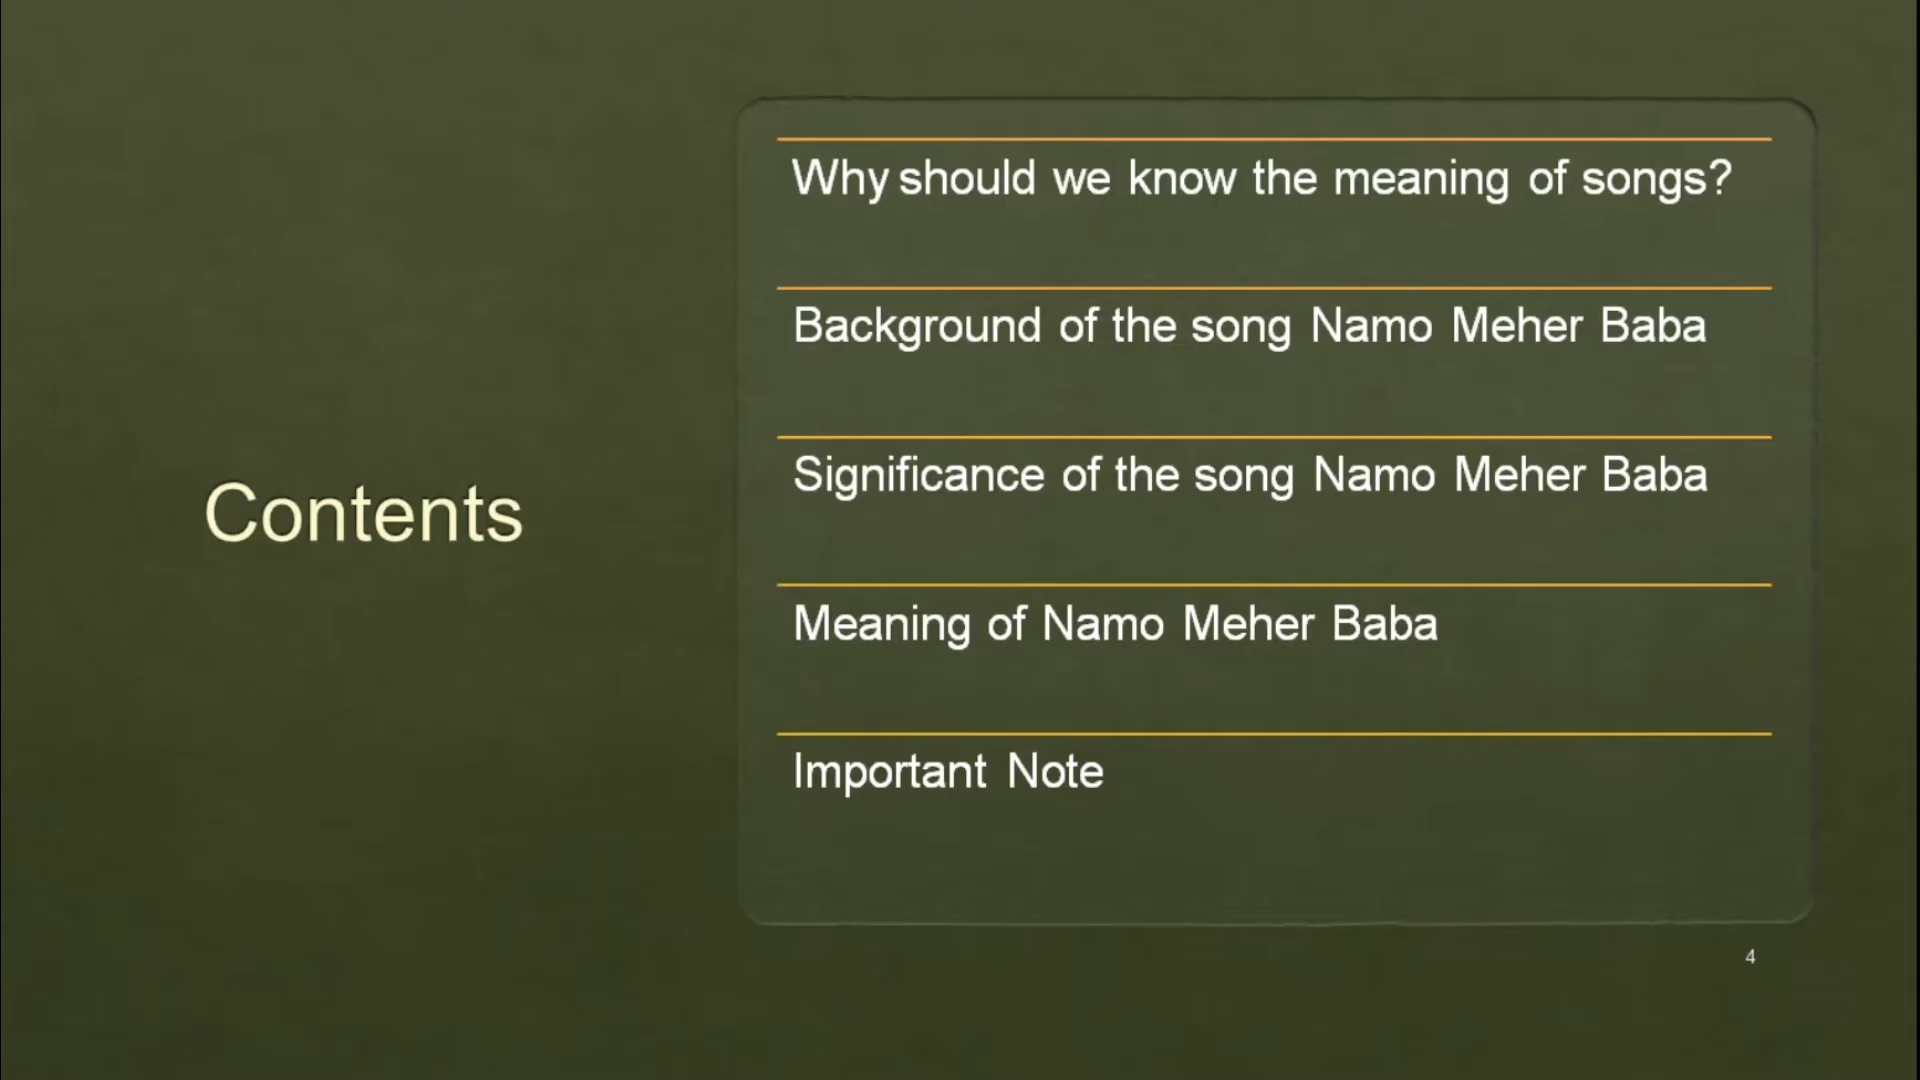 Contents
Why should we know the meaning of songs?
Background of the song Namo Meher Baba
Significance of the song Namo Meher Baba
Meaning of Namo Meher Baba
Important Note
4